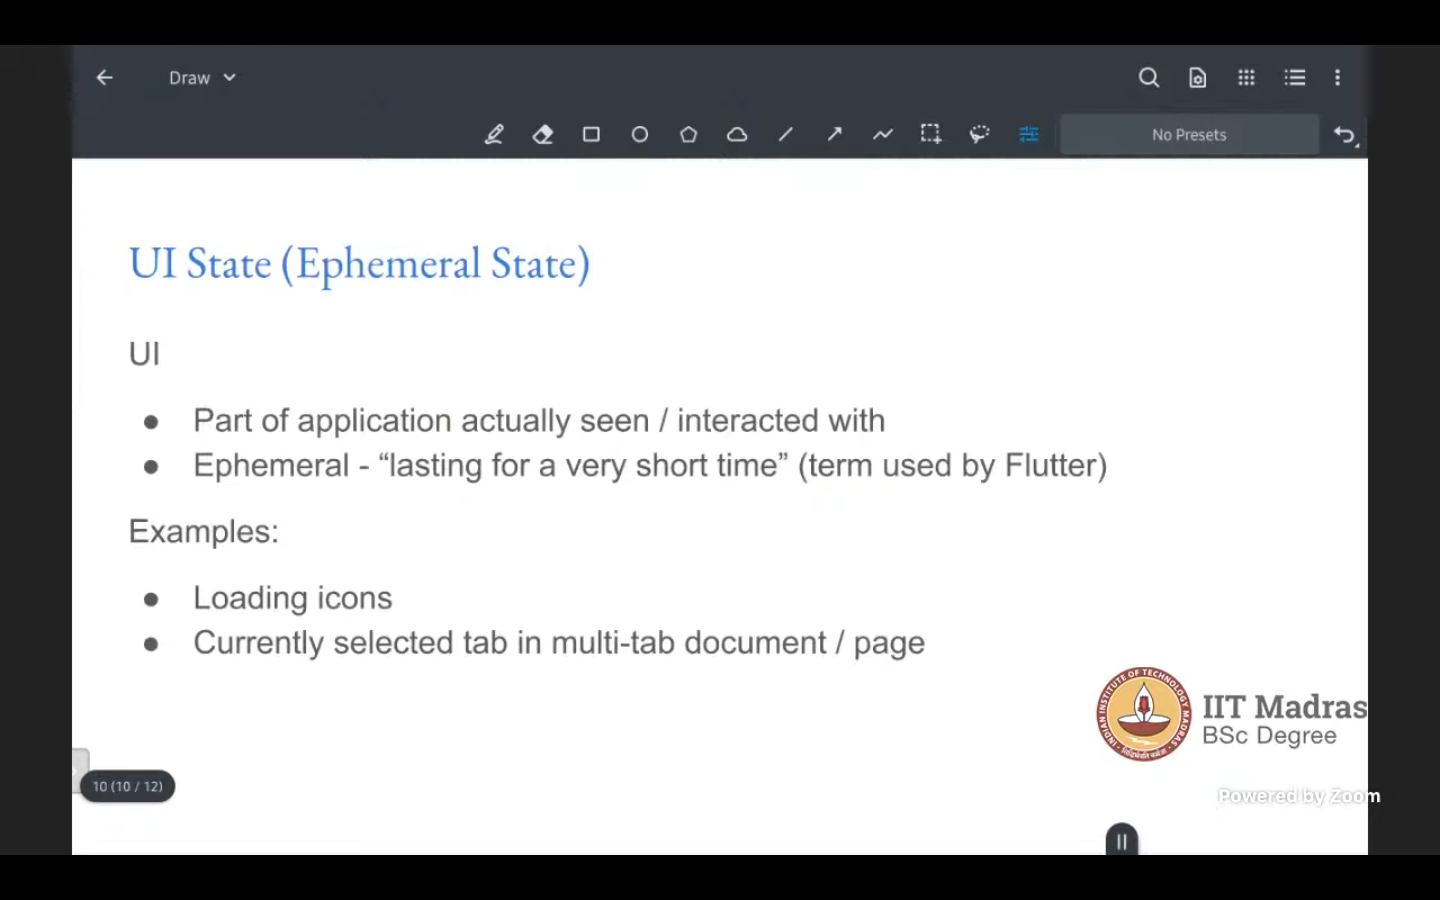 Draw
No Presets
UI State (Ephemeral State)
UI
● Part of application actually seen / interacted with
● Ephemeral - “lasting for a very short time” (term used by Flutter)
Examples:
● Loading icons
● Currently selected tab in multi-tab document / page
INDIAN INSTITUTE OF TECHNOLOGY MADRAS
IIT Madras
BSc Degree
10 (10 / 12)
Powered by Zoom